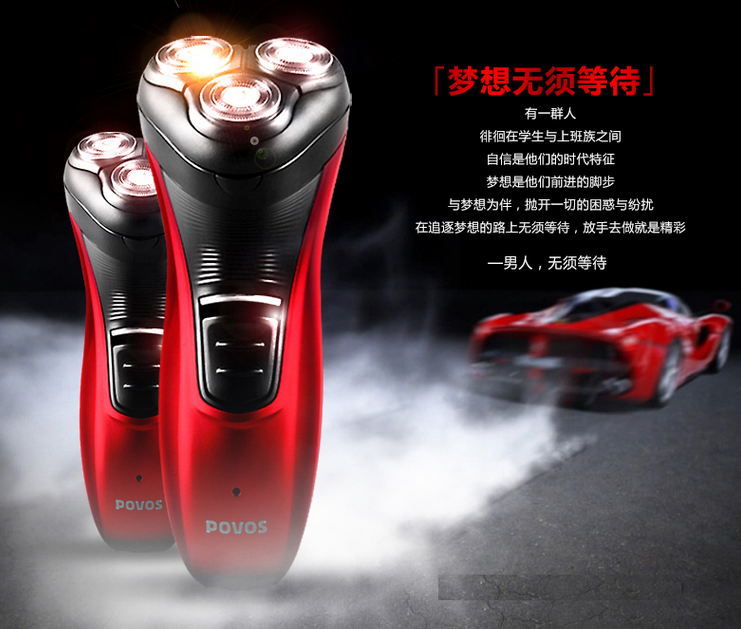 「梦想无须等待」
有一群人
徘徊在学生与上班族之间
自信是他们的时代特征
梦想是他们前进的脚步
与梦想为伴，抛开一切的困惑与纷扰
在追逐梦想的路上无须等待，放手去做就是精彩
—男人，无须等待
POVOS
POVOS